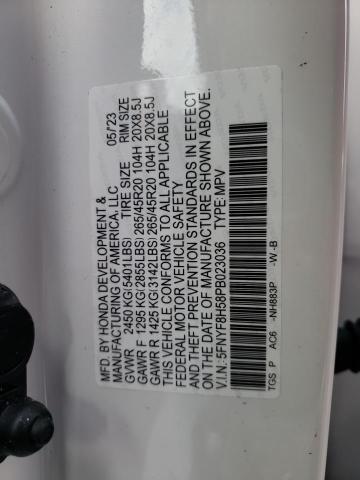 MFD. BY HONDA DEVELOPMENT &
MANUFACTURING OF AMERICA, LLC 05/23
GVWR 2450 KG(5401LBS) TIRE SIZE RIM SIZE
GAWR F 1295 KG(2855LBS) 265/45R20 104H 20X8.5J
GAWR R 1425 KG(3142LBS) 265/45R20 104H 20X8.5J
THIS VEHICLE CONFORMS TO ALL APPLICABLE
FEDERAL MOTOR VEHICLE SAFETY
AND THEFT PREVENTION STANDARDS IN EFFECT
ON THE DATE OF MANUFACTURE SHOWN ABOVE.
V.I.N.: 5FNYF8H58PB023036 TYPE: MPV
TGS P AC6 -NH883P -W -B